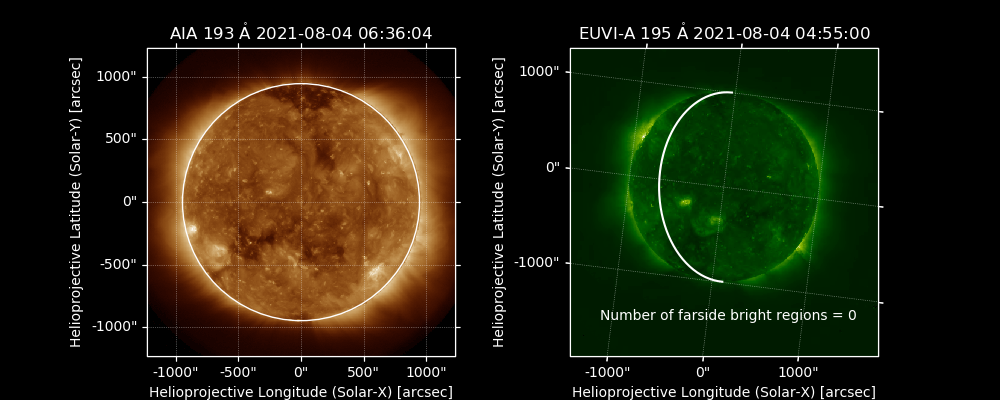 AIA 193 Å 2021-08-04 06:36:04
1000"
500"
0"
-500"
-1000"
-1000"
-500"
0"
500"
1000"
Helioprojective Longitude (Solar-X) [arcsec]
Helioprojective Latitude (Solar-Y) [arcsec]
EUVI-A 195 Å 2021-08-04 04:55:00
1000"
0"
-1000"
Number of farside bright regions = 0
-1000"
0"
1000"
Helioprojective Longitude (Solar-X) [arcsec]
Helioprojective Latitude (Solar-Y) [arcsec]